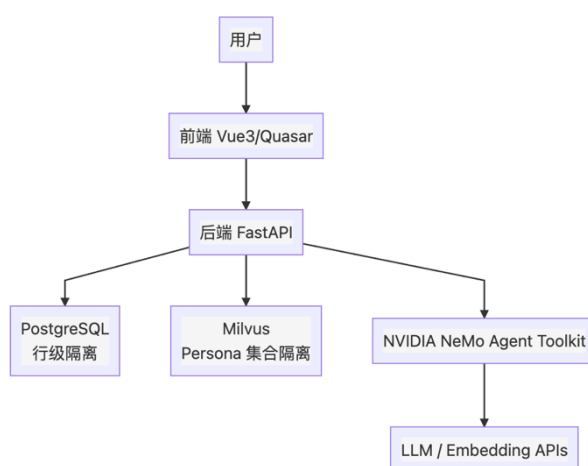 用户
前端 Vue3/Quasar
后端 FastAPI
PostgreSQL
行级隔离
Milvus
Persona 集合隔离
NVIDIA NeMo Agent Toolkit
LLM / Embedding APIs